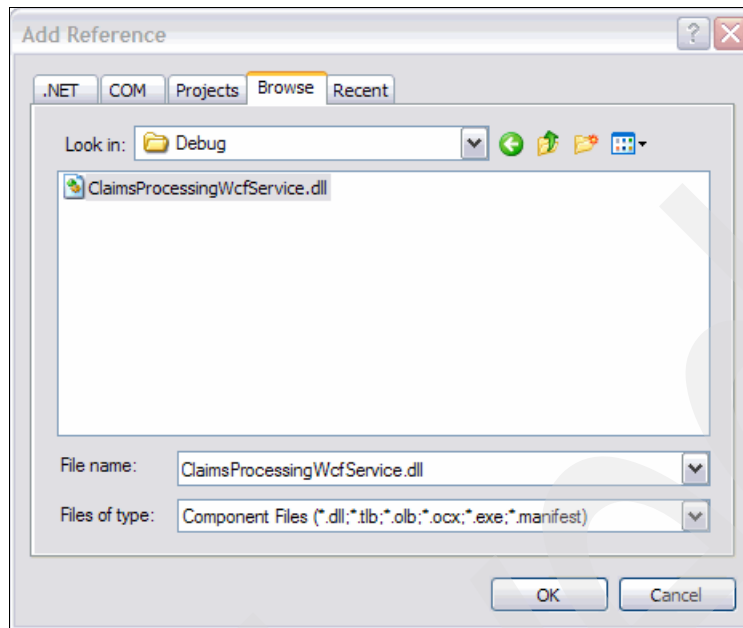 Add Reference
.NET COM Projects Browse Recent
Look in: Debug
ClaimsProcessingWcfService.dll
File name: ClaimsProcessingWcfService.dll
Files of type: Component Files (*.dll;*.tlb;*.olb;*.ocx;*.exe;*.manifest)
OK Cancel